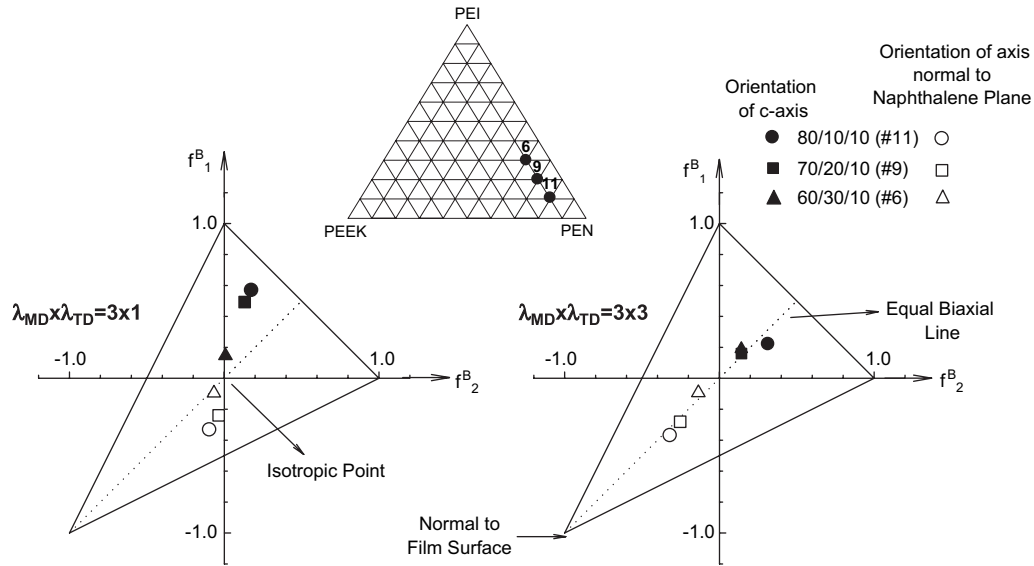 PEI
6
9
11
PEEK
PEN
Orientation of axis
normal to
Naphthalene Plane
Orientation
of c-axis
80/10/10 (#11)
70/20/10 (#9)
60/30/10 (#6)
f^B_1
1.0
λ_MD x λ_TD=3x1
-1.0
1.0
f^B_2
Isotropic Point
-1.0
f^B_1
1.0
λ_MD x λ_TD=3x3
Equal Biaxial
Line
-1.0
1.0
f^B_2
Normal to
Film Surface
-1.0